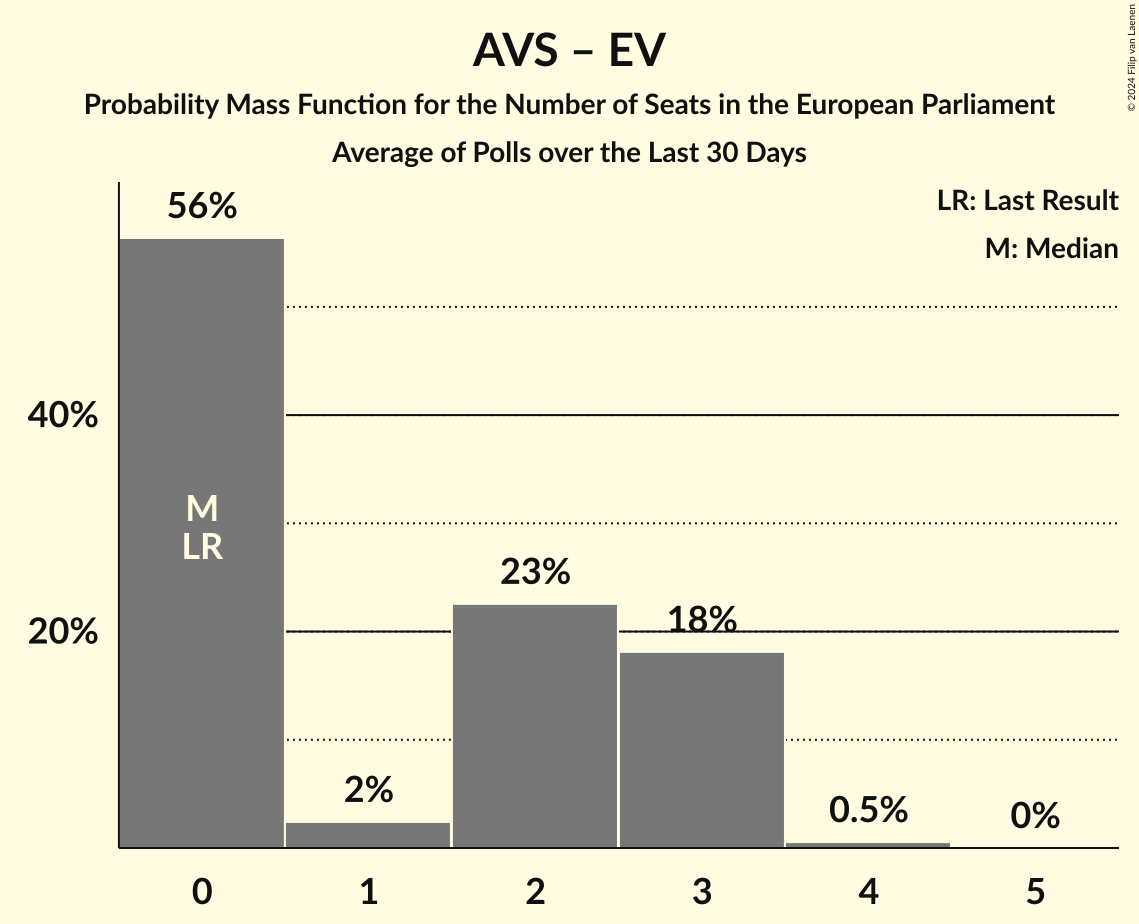 AVS – EV
Probability Mass Function for the Number of Seats in the European Parliament
Average of Polls over the Last 30 Days
© 2024 Filip van Laenen
LR: Last Result
M: Median
56%
40%
M
LR
23%
18%
20%
2%
0.5%
0%
0 1 2 3 4 5